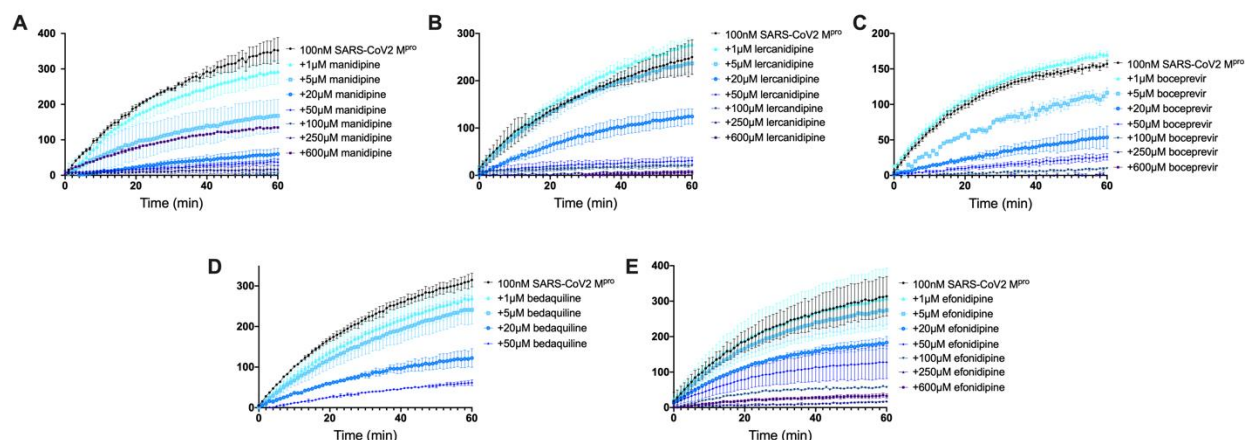 A
400
300
200
100
0
0
20
40
60
Time (min)
100nM SARS-CoV2 Mpro
+1μM manidipine
+5μM manidipine
+20μM manidipine
+50μM manidipine
+100μM manidipine
+250μM manidipine
+600μM manidipine
B
300
200
100
0
0
20
40
60
Time (min)
100nM SARS-CoV2 Mpro
+1μM lercanidipine
+5μM lercanidipine
+20μM lercanidipine
+50μM lercanidipine
+100μM lercanidipine
+250μM lercanidipine
+600μM lercanidipine
C
200
150
100
50
0
0
20
40
60
Time (min)
100nM SARS-CoV2 Mpro
+1μM boceprevir
+5μM boceprevir
+20μM boceprevir
+50μM boceprevir
+100μM boceprevir
+250μM boceprevir
+600μM boceprevir
D
300
200
100
0
0
20
40
60
Time (min)
100nM SARS-CoV2 Mpro
+1μM bedaquiline
+5μM bedaquiline
+20μM bedaquiline
+50μM bedaquiline
E
400
300
200
100
0
0
20
40
60
Time (min)
100nM SARS-CoV2 Mpro
+1μM efonidipine
+5μM efonidipine
+20μM efonidipine
+50μM efonidipine
+100μM efonidipine
+250μM efonidipine
+600μM efonidipine